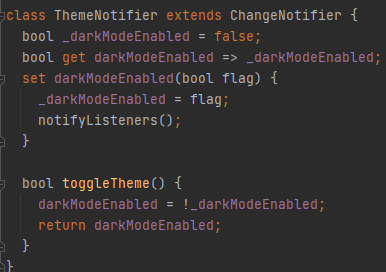 class ThemeNotifier extends ChangeNotifier {
  bool _darkModeEnabled = false;
  bool get darkModeEnabled => _darkModeEnabled;
  set darkModeEnabled(bool flag) {
    _darkModeEnabled = flag;
    notifyListeners();
  }

  bool toggleTheme() {
    darkModeEnabled = !_darkModeEnabled;
    return darkModeEnabled;
  }
}